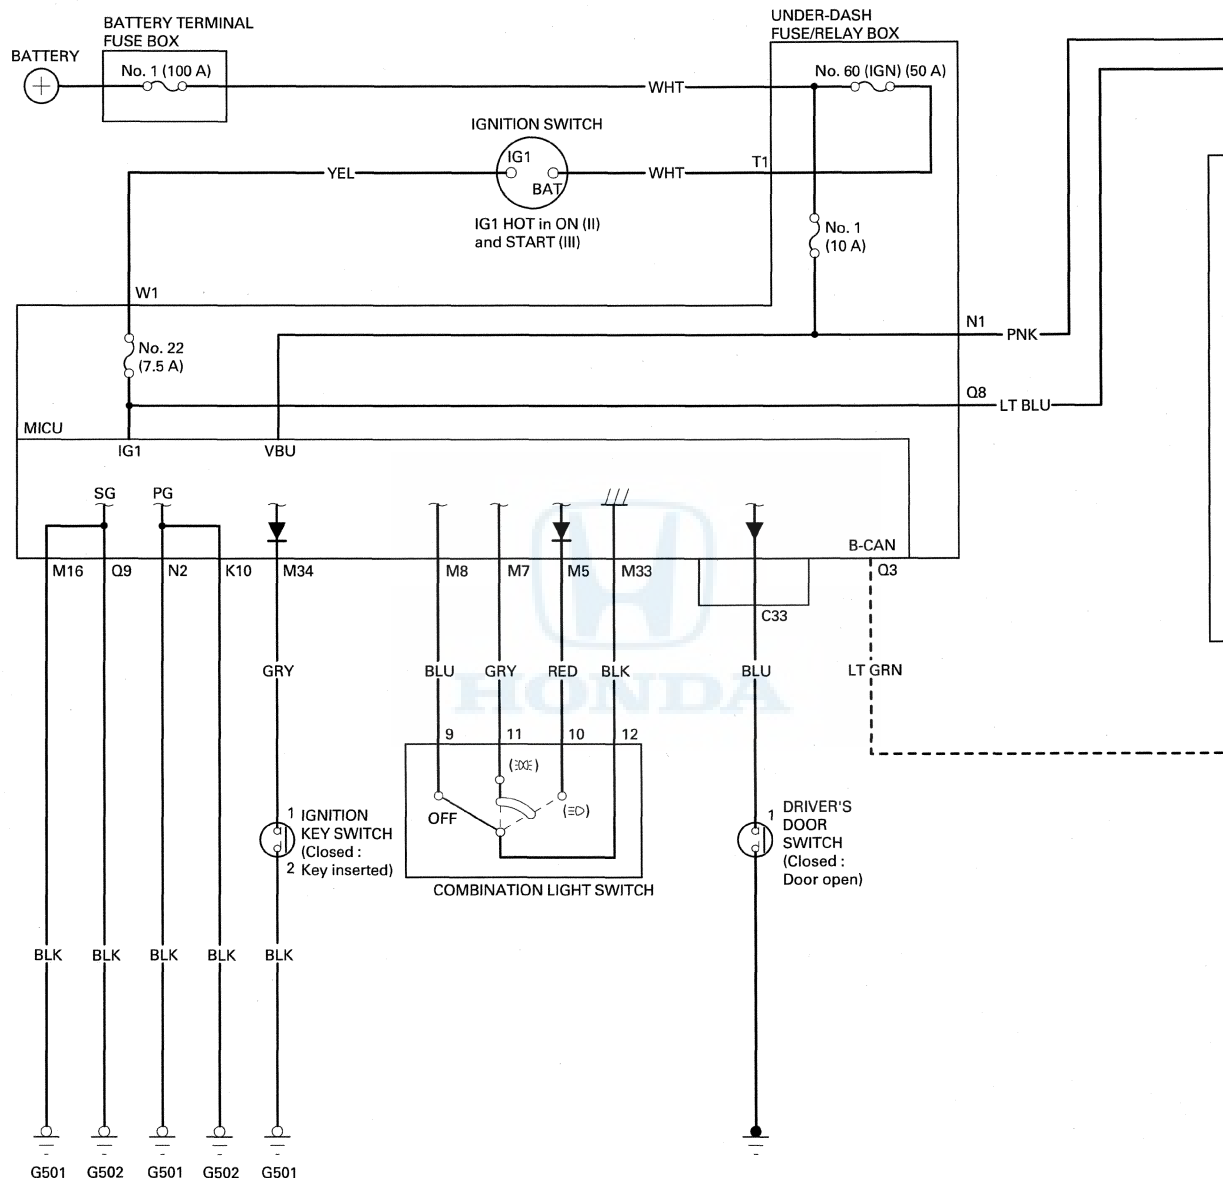 BATTERY TERMINAL
FUSE BOX
UNDER-DASH
FUSE/RELAY BOX
BATTERY
No. 1 (100 A)
WHT
No. 60 (IGN) (50 A)
IGNITION SWITCH
IG1
BAT
YEL
WHT
T1
IG1 HOT in ON (II)
and START (III)
No. 1
(10 A)
W1
N1
PNK
No. 22
(7.5 A)
Q8
LT BLU
MICU
IG1
VBU
SG
PG
B-CAN
M16
Q9
N2
K10
M34
M8
M7
M5
M33
Q3
C33
GRY
BLU
GRY
RED
BLK
BLU
LT GRN
HONDA
9
11
10
12
OFF
1
IGNITION
KEY SWITCH
(Closed :
2
Key inserted)
COMBINATION LIGHT SWITCH
1
DRIVER'S
DOOR
SWITCH
(Closed :
Door open)
BLK
BLK
BLK
BLK
BLK
G501
G502
G501
G502
G501